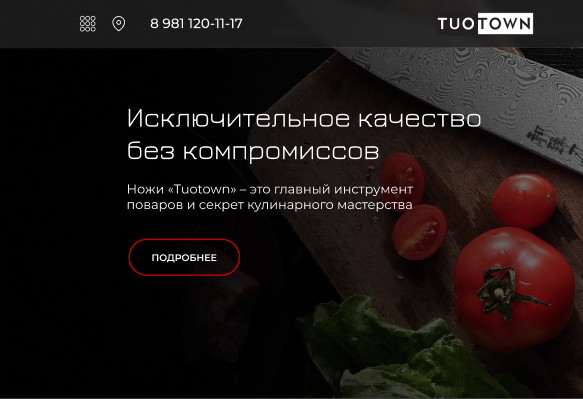 8 981 120-11-17
TUOTOWN
Исключительное качество
без компромиссов
Ножи «Tuotown» – это главный инструмент
поваров и секрет кулинарного мастерства
ПОДРОБНЕЕ